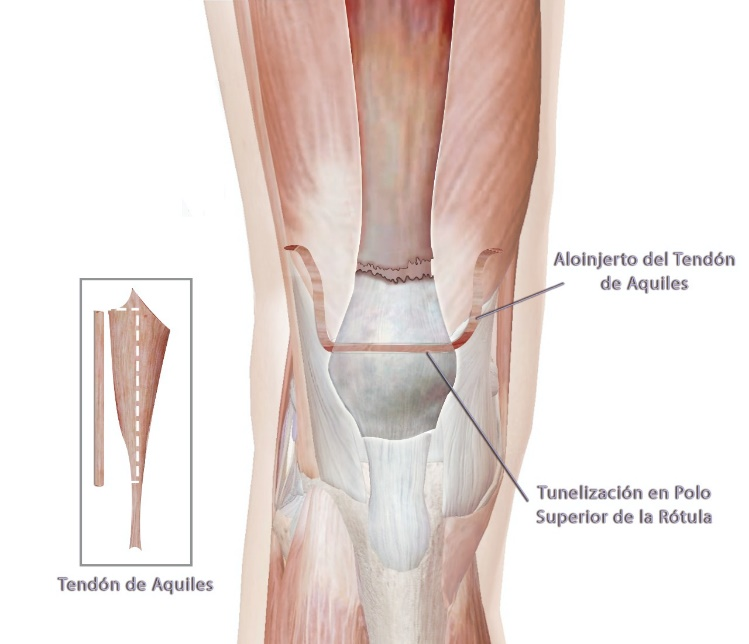 Aloinjerto del Tendón
de Aquiles
Tunelización en Polo
Superior de la Rótula
Tendón de Aquiles